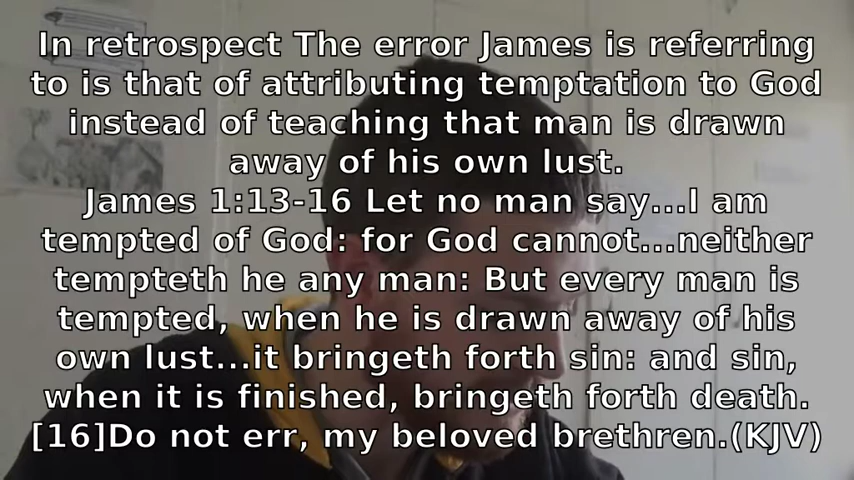 In retrospect The error James is referring
to is that of attributing temptation to God
instead of teaching that man is drawn
away of his own lust.
James 1:13-16 Let no man say...I am
tempted of God: for God cannot...neither
tempteth he any man: But every man is
tempted, when he is drawn away of his
own lust...it bringeth forth sin: and sin,
when it is finished, bringeth forth death.
[16]Do not err, my beloved brethren.(KJV)